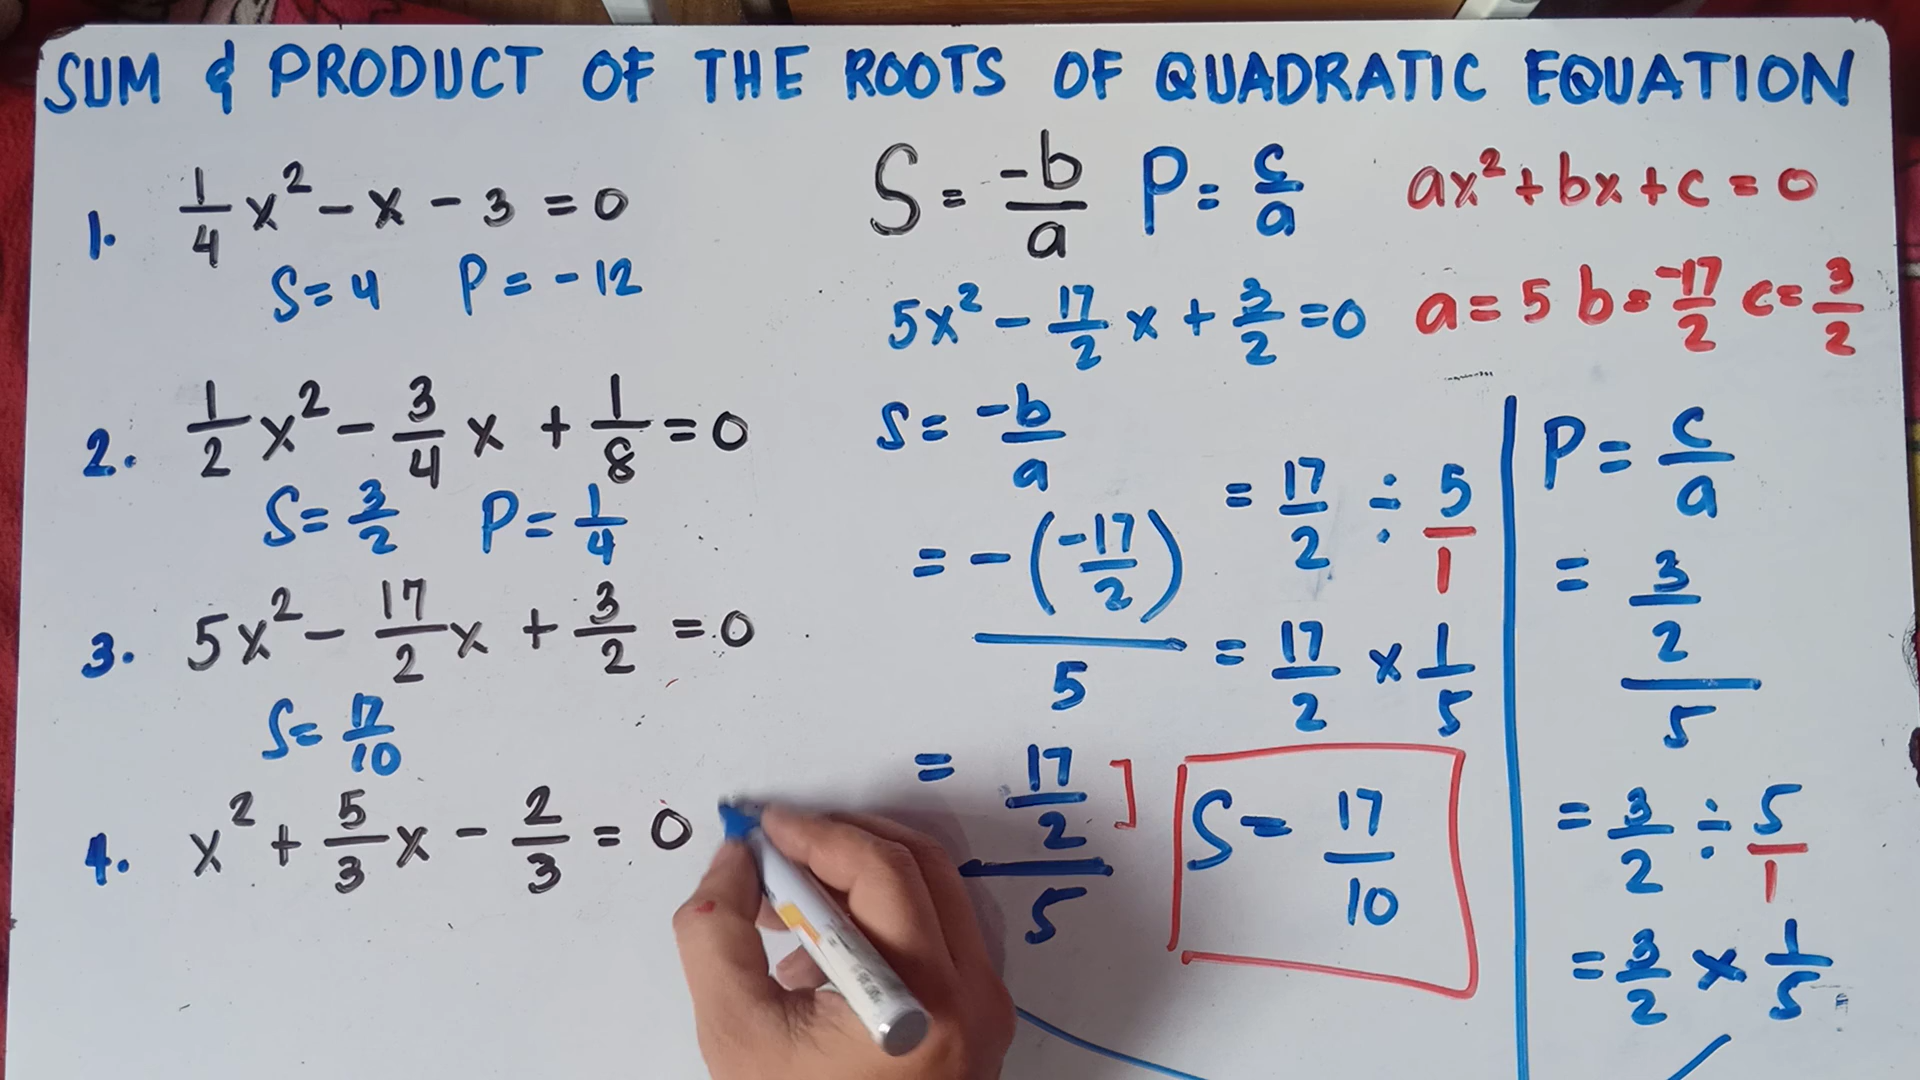 SUM & PRODUCT OF THE ROOTS OF QUADRATIC EQUATION
1. 1/4 x² - x - 3 = 0
S = 4 P = -12
2. 1/2 x² - 3/4 x + 1/8 = 0
S = 3/2 P = 1/4
3. 5x² - 17/2 x + 3/2 = 0
S = 17/10
4. x² + 5/3 x - 2/3 = 0
S = -b/a P = c/a ax² + bx + c = 0
5x² - 17/2 x + 3/2 = 0 a = 5 b = -17/2 c = 3/2
S = -b/a
= -(-17/2)/5
= 17/2/5
= 17/2 ÷ 5/1
= 17/2 x 1/5
S = 17/10
P = c/a
= 3/2/5
= 3/2 ÷ 5/1
= 3/2 x 1/5